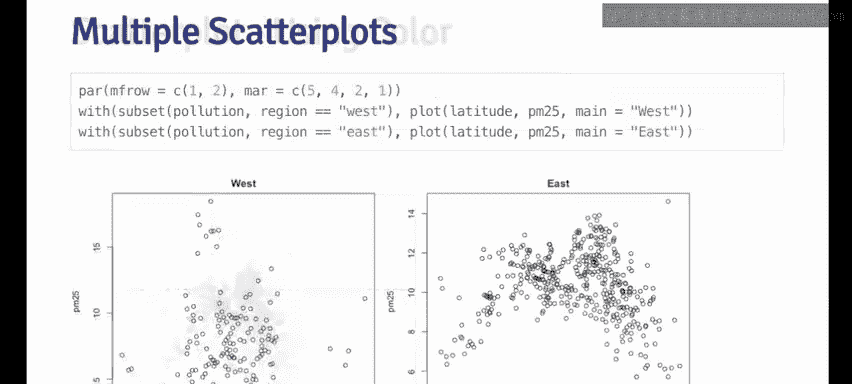 Multiple Scatterplots
par(mfrow = c(1, 2), mar = c(5, 4, 2, 1))
with(subset(pollution, region == "west"), plot(latitude, pm25, main = "West"))
with(subset(pollution, region == "east"), plot(latitude, pm25, main = "East"))
West
East
15
10
5
pm25
14
12
10
8
6
pm25